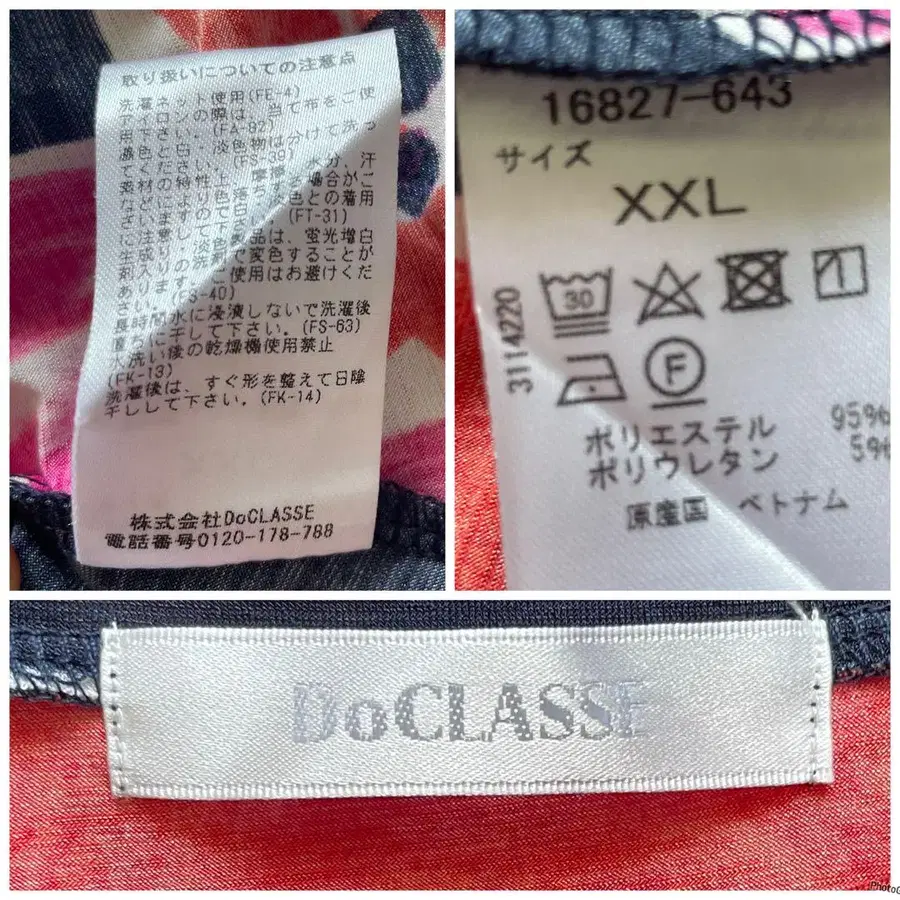 取り扱いについての注意点
洗濯ネット使用(FE-4)
アイロンの際は、当て布をご使
用下さい。(FA-92)
濃色と白・淡色物は分けて洗っ
てください。(FS-39)
素材の特性上、摩擦や水分、汗
などにより色落ちする場合がご
ざいますので、淡色との着用
に注意して下さい。(FT-31)
生成り・淡色製品は、蛍光増白
剤入りの洗剤で変色することが
あります。ご使用はお避けくだ
さい。(FS-40)
長時間水に浸漬しないで洗濯後
直ちに干して下さい。(FS-63)
水洗い後の乾燥機使用禁止
(FK-13)
洗濯後は、すぐ形を整えて日陰
干しして下さい。(FK-14)
株式会社DoCLASSE
電話番号0120-178-788
16827-643
サイズ
XXL
3114220
30
F
ポリエステル 95%
ポリウレタン 5%
原産国 ベトナム
DoCLASSE